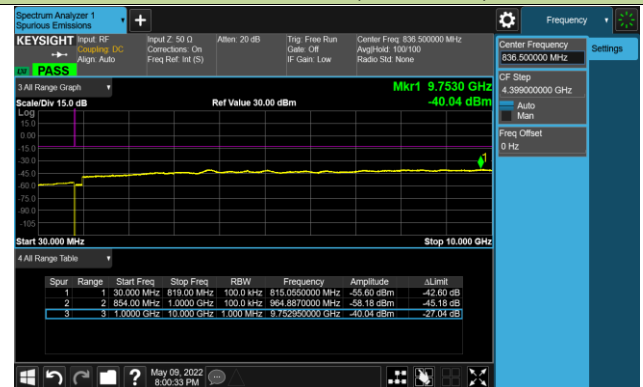 Spectrum Analyzer 1
Spurious Emissions
+
Frequency
KEYSIGHT
Input: RF
Coupling: DC
Align: Auto
Input Z: 50 Ω
Corrections: On
Freq Ref: Int (S)
Atten: 20 dB
Trig: Free Run
Gate: Off
IF Gain: Low
Center Freq: 836.500000 MHz
Avg|Hold: 100/100
Radio Std: None
PASS
Center Frequency
836.500000 MHz
Settings
CF Step
4.399000000 GHz
Auto
Man
Freq Offset
0 Hz
3 All Range Graph
Mkr1 9.7530 GHz
Scale/Div 15.0 dB
Ref Value 30.00 dBm
-40.04 dBm
Log
15.0
0.00
-15.0
-30.0
-45.0
-60.0
-75.0
-90.0
-105
1
Start 30.000 MHz
Stop 10.000 GHz
4 All Range Table
Spur Range Start Freq Stop Freq RBW Frequency Amplitude ΔLimit
1 1 30.000 MHz 819.00 MHz 100.0 kHz 815.0550000 MHz -55.60 dBm -42.60 dB
2 2 854.00 MHz 1.0000 GHz 100.0 kHz 964.8870000 MHz -58.18 dBm -45.18 dB
3 3 1.0000 GHz 10.000 GHz 1.000 MHz 9.752950000 GHz -40.04 dBm -27.04 dB
?
May 09, 2022
8:00:33 PM